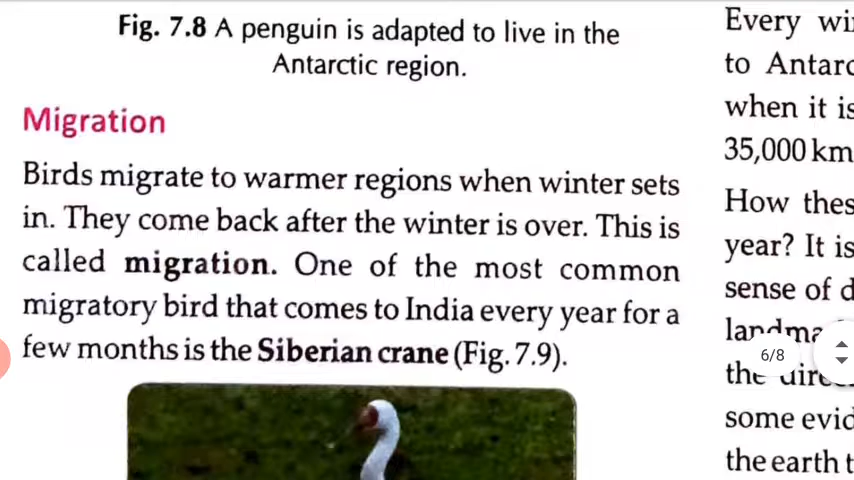 Fig. 7.8 A penguin is adapted to live in the
Antarctic region.
Migration
Birds migrate to warmer regions when winter sets
in. They come back after the winter is over. This is
called migration. One of the most common
migratory bird that comes to India every year for a
few months is the Siberian crane (Fig. 7.9).
Every
to
when it is
35,000 km
How
year? It is
sense of
the
some
the earth
6/8